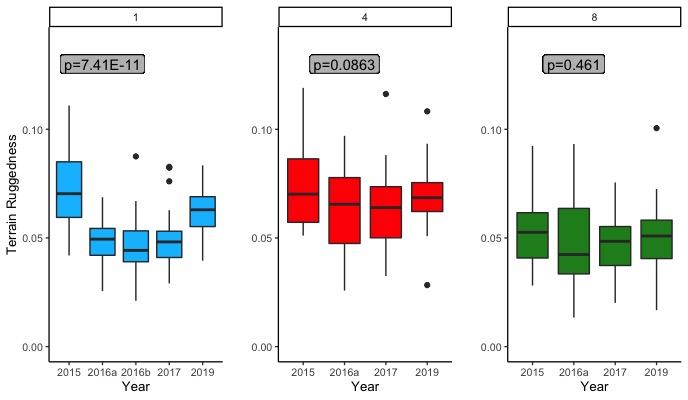 1
4
8
p=7.41E-11
p=0.0863
p=0.461
Terrain Ruggedness
0.10
0.05
0.00
0.10
0.05
0.00
0.10
0.05
0.00
2015 2016a 2016b 2017 2019
2015 2016a 2017 2019
2015 2016a 2017 2019
Year
Year
Year